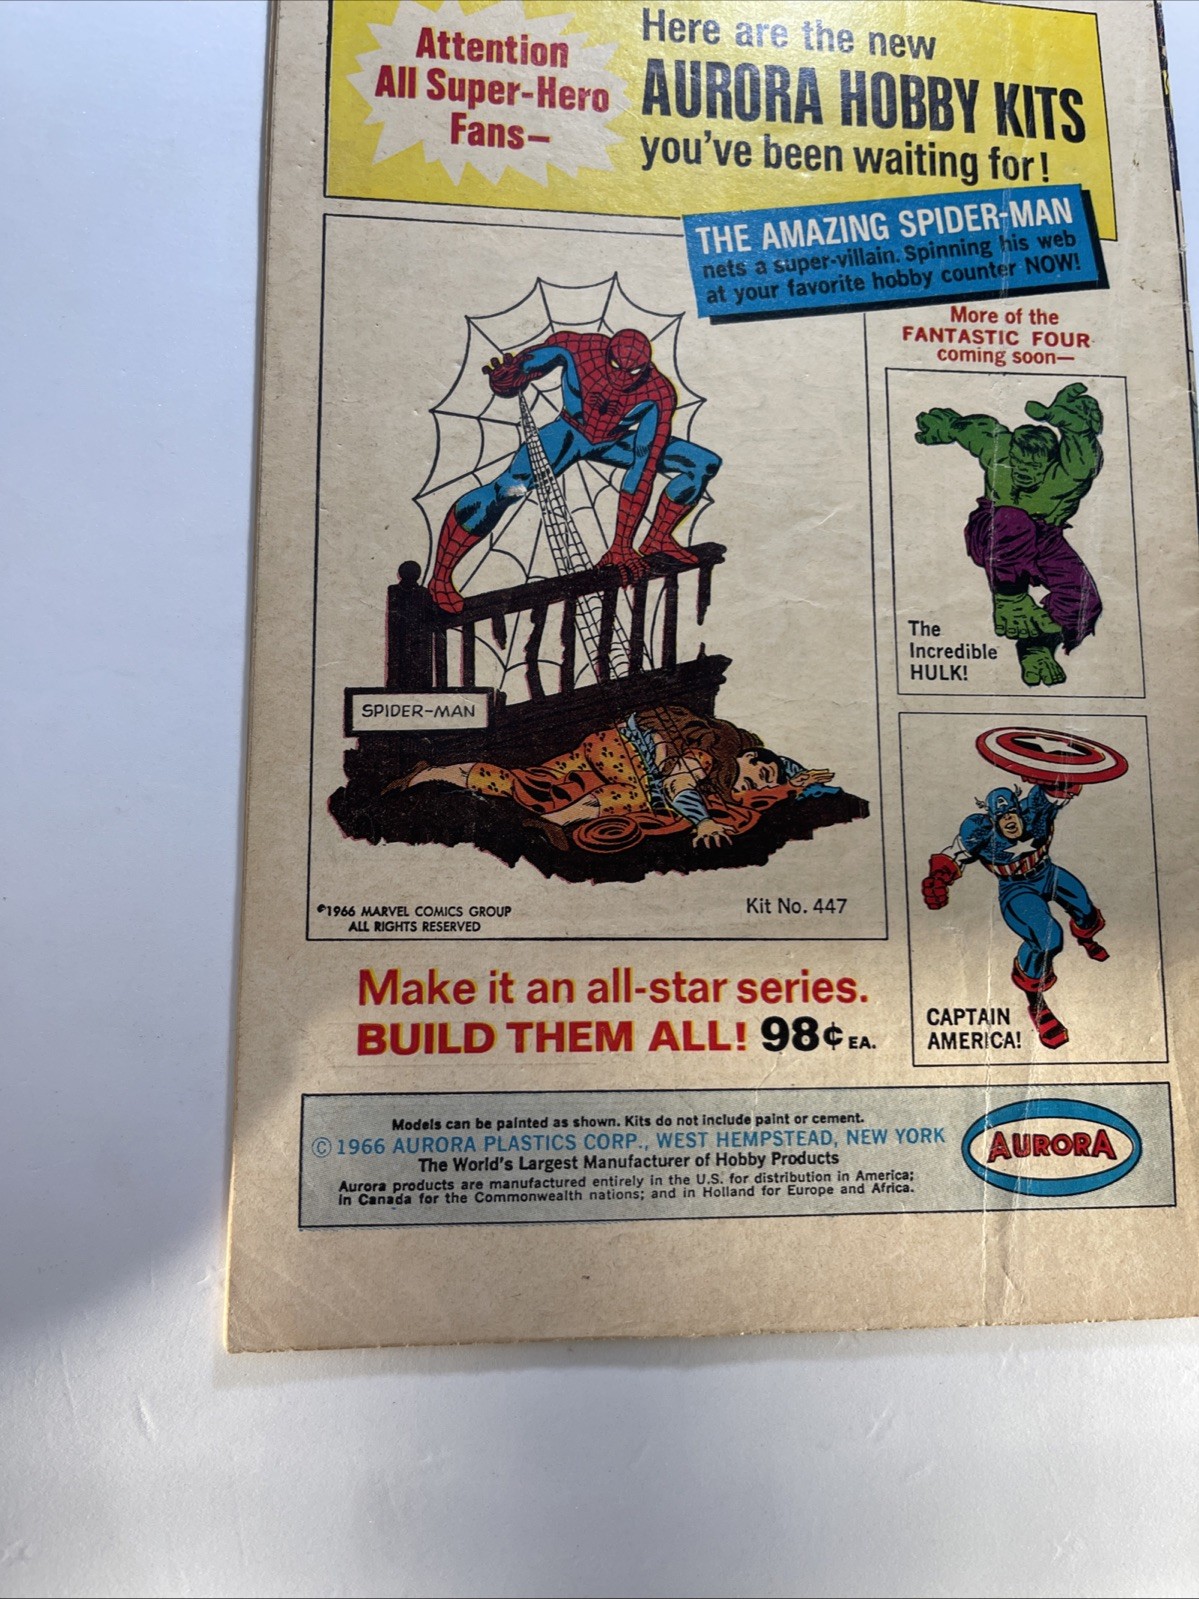 Attention
All Super-Hero
Fans—
Here are the new
AURORA HOBBY KITS
you've been waiting for!
THE AMAZING SPIDER-MAN
nets a super-villain. Spinning his web
at your favorite hobby counter NOW!
More of the
FANTASTIC FOUR
coming soon—
The
Incredible
HULK!
SPIDER-MAN
©1966 MARVEL COMICS GROUP
ALL RIGHTS RESERVED
Kit No. 447
CAPTAIN
AMERICA!
Make it an all-star series.
BUILD THEM ALL! 98¢ EA.
Models can be painted as shown. Kits do not include paint or cement.
© 1966 AURORA PLASTICS CORP., WEST HEMPSTEAD, NEW YORK
The World's Largest Manufacturer of Hobby Products
Aurora products are manufactured entirely in the U.S. for distribution in America;
in Canada for the Commonwealth nations; and in Holland for Europe and Africa.
AURORA